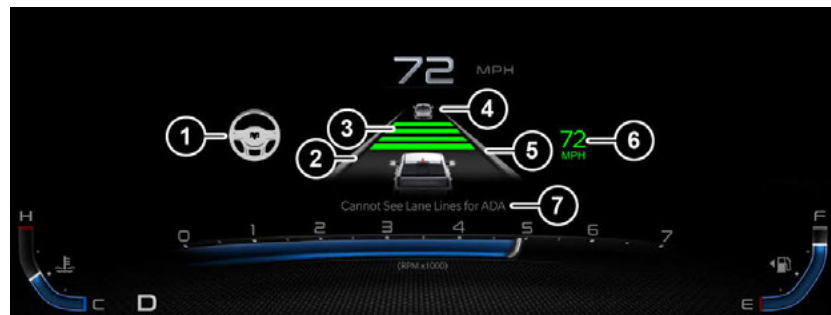 72 MPH
4
3
1
2
5
72
MPH
6
Cannot See Lane Lines for ADA
7
H
F
0 1 2 3 4 5 6 7
(RPM x1000)
C
D
E